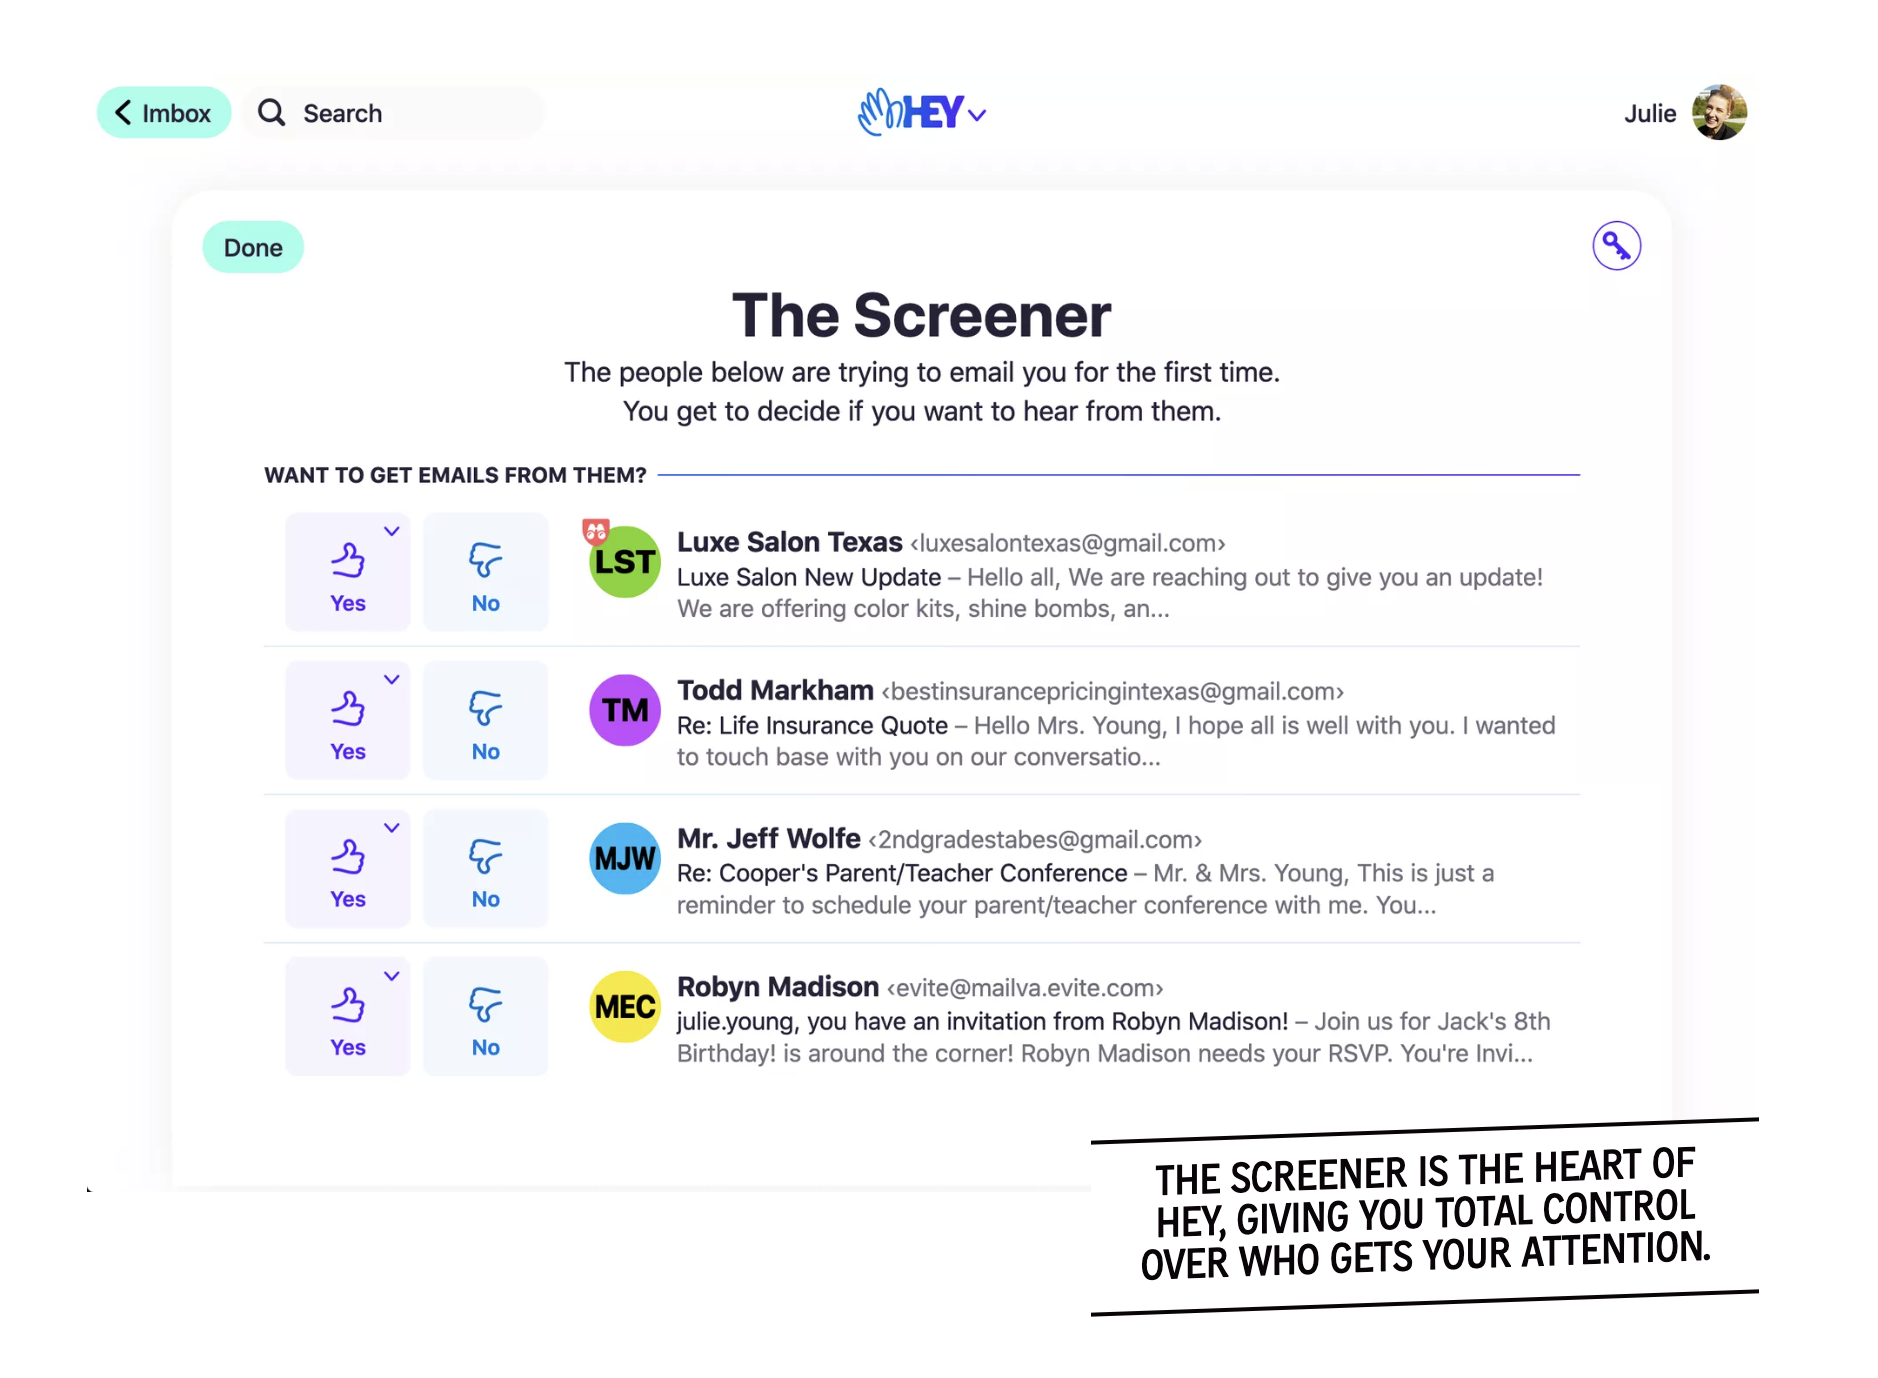 Imbox
Search
HEY
Julie
Done
The Screener
The people below are trying to email you for the first time.
You get to decide if you want to hear from them.
WANT TO GET EMAILS FROM THEM?
Yes
No
LST
Luxe Salon Texas <luxesalontexas@gmail.com>
Luxe Salon New Update – Hello all, We are reaching out to give you an update!
We are offering color kits, shine bombs, an...
Yes
No
TM
Todd Markham <bestinsurancepricingintexas@gmail.com>
Re: Life Insurance Quote – Hello Mrs. Young, I hope all is well with you. I wanted
to touch base with you on our conversatio...
Yes
No
MJW
Mr. Jeff Wolfe <2ndgradestabes@gmail.com>
Re: Cooper's Parent/Teacher Conference – Mr. & Mrs. Young, This is just a
reminder to schedule your parent/teacher conference with me. You...
Yes
No
MEC
Robyn Madison <evite@mailva.evite.com>
julie.young, you have an invitation from Robyn Madison! – Join us for Jack's 8th
Birthday! is around the corner! Robyn Madison needs your RSVP. You're Invi...
THE SCREENER IS THE HEART OF
HEY, GIVING YOU TOTAL CONTROL
OVER WHO GETS YOUR ATTENTION.